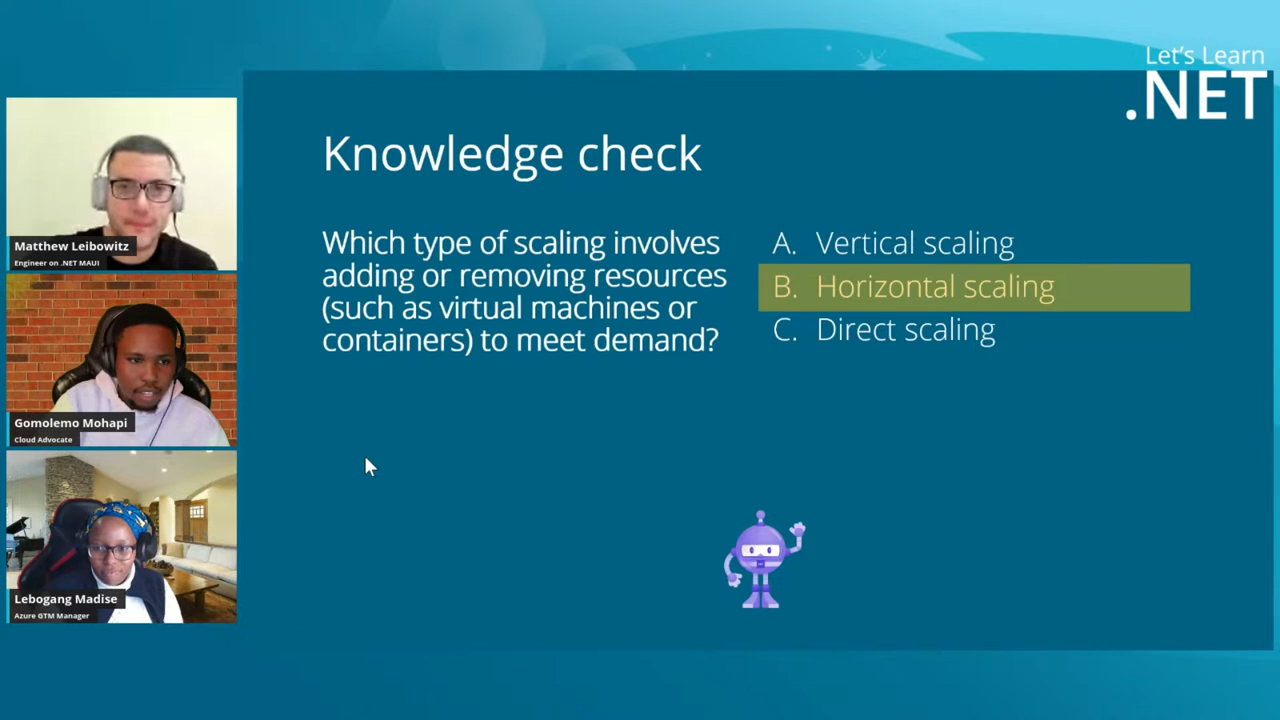 Let's Learn
.NET
Knowledge check
Which type of scaling involves
adding or removing resources
(such as virtual machines or
containers) to meet demand?
A. Vertical scaling
B. Horizontal scaling
C. Direct scaling
Matthew Leibowitz
Engineer on .NET MAUI
Gomolemo Mohapi
Cloud Advocate
Lebogang Madise
Azure GTM Manager